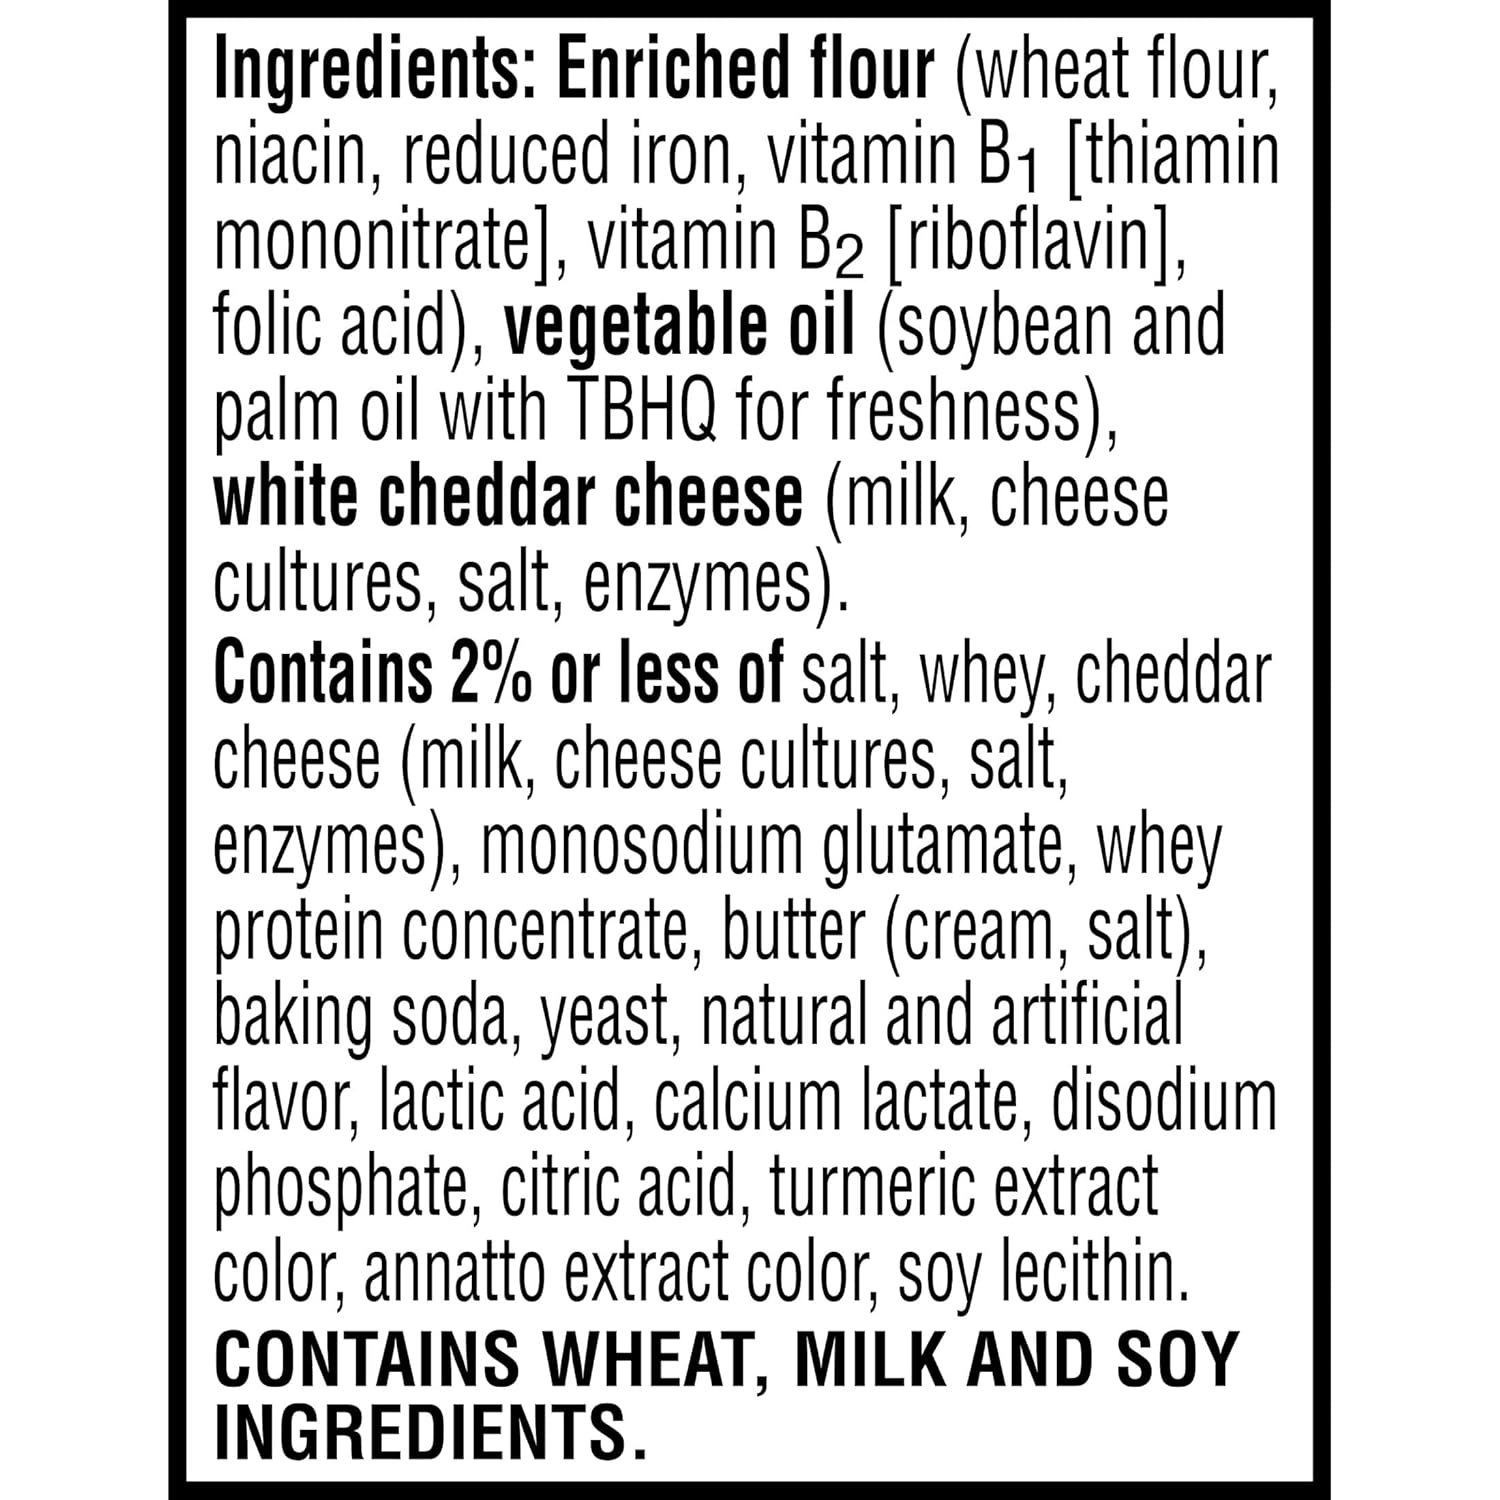 Ingredients: Enriched flour (wheat flour,
niacin, reduced iron, vitamin B1 [thiamin
mononitrate], vitamin B2 [riboflavin],
folic acid), vegetable oil (soybean and
palm oil with TBHQ for freshness),
white cheddar cheese (milk, cheese
cultures, salt, enzymes).
Contains 2% or less of salt, whey, cheddar
cheese (milk, cheese cultures, salt,
enzymes), monosodium glutamate, whey
protein concentrate, butter (cream, salt),
baking soda, yeast, natural and artificial
flavor, lactic acid, calcium lactate, disodium
phosphate, citric acid, turmeric extract
color, annatto extract color, soy lecithin.
CONTAINS WHEAT, MILK AND SOY
INGREDIENTS.